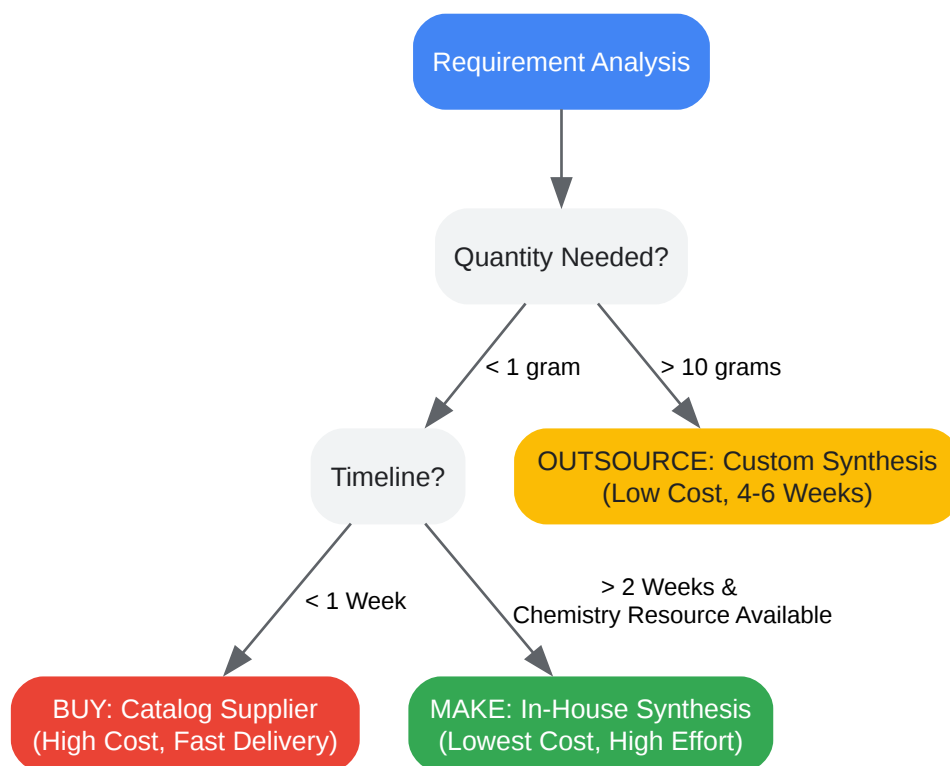 Requirement Analysis
Quantity Needed?
< 1 gram
> 10 grams
Timeline?
OUTSOURCE: Custom Synthesis
(Low Cost, 4-6 Weeks)
< 1 Week
> 2 Weeks &
Chemistry Resource Available
BUY: Catalog Supplier
(High Cost, Fast Delivery)
MAKE: In-House Synthesis
(Lowest Cost, High Effort)